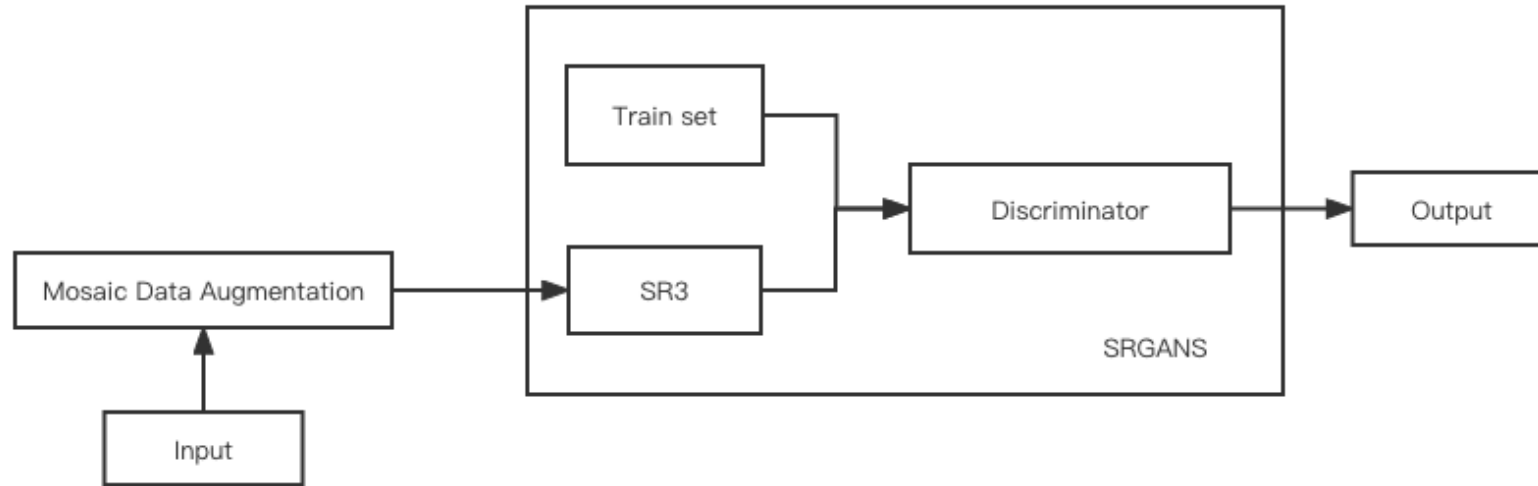 Train set
Discriminator
Output
Mosaic Data Augmentation
SR3
SRGANS
Input